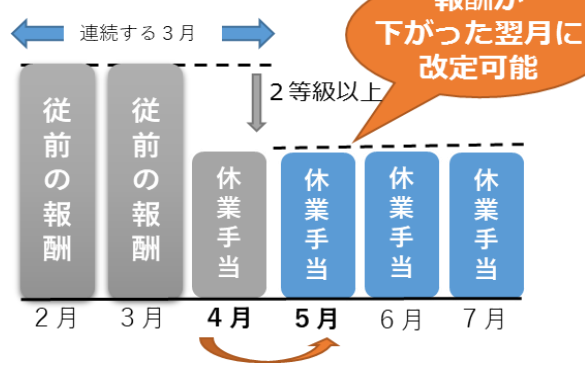 連続する３月
報酬が
下がった翌月に
改定可能
２等級以上
従前の報酬
従前の報酬
休業手当
休業手当
休業手当
休業手当
２月
３月
４月
５月
６月
７月